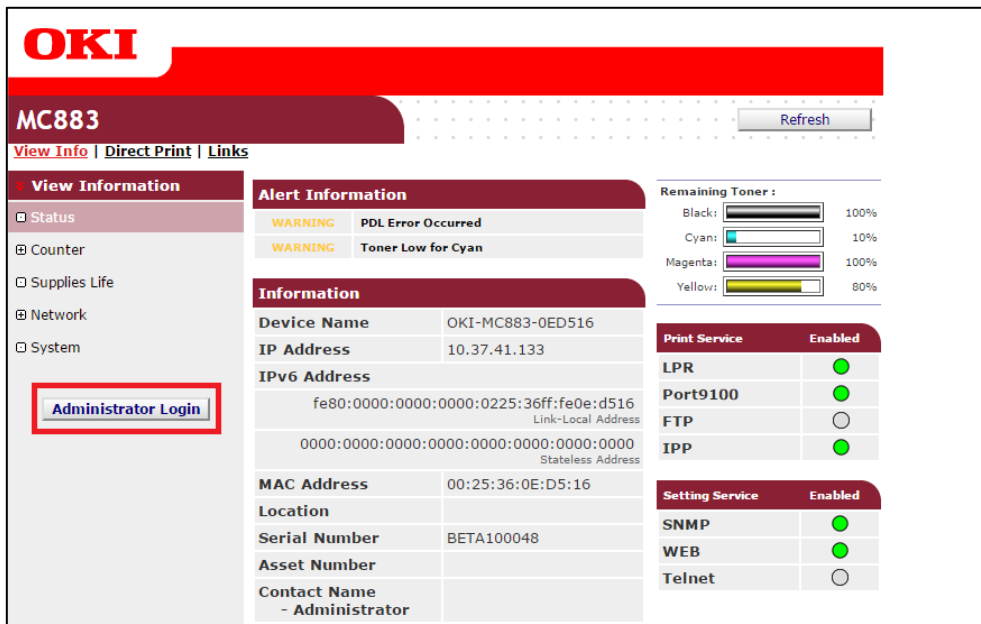 OKI
MC883
Refresh
View Info | Direct Print | Links
View Information
Status
Counter
Supplies Life
Network
System
Administrator Login
Alert Information
WARNING PDL Error Occurred
WARNING Toner Low for Cyan
Information
Device Name OKI-MC883-0ED516
IP Address 10.37.41.133
IPv6 Address
fe80:0000:0000:0000:0225:36ff:fe0e:d516
Link-Local Address
0000:0000:0000:0000:0000:0000:0000:0000
Stateless Address
MAC Address 00:25:36:0E:D5:16
Location
Serial Number BETA100048
Asset Number
Contact Name
- Administrator
Remaining Toner :
Black: 100%
Cyan: 10%
Magenta: 100%
Yellow: 80%
Print Service Enabled
LPR
Port9100
FTP
IPP
Setting Service Enabled
SNMP
WEB
Telnet